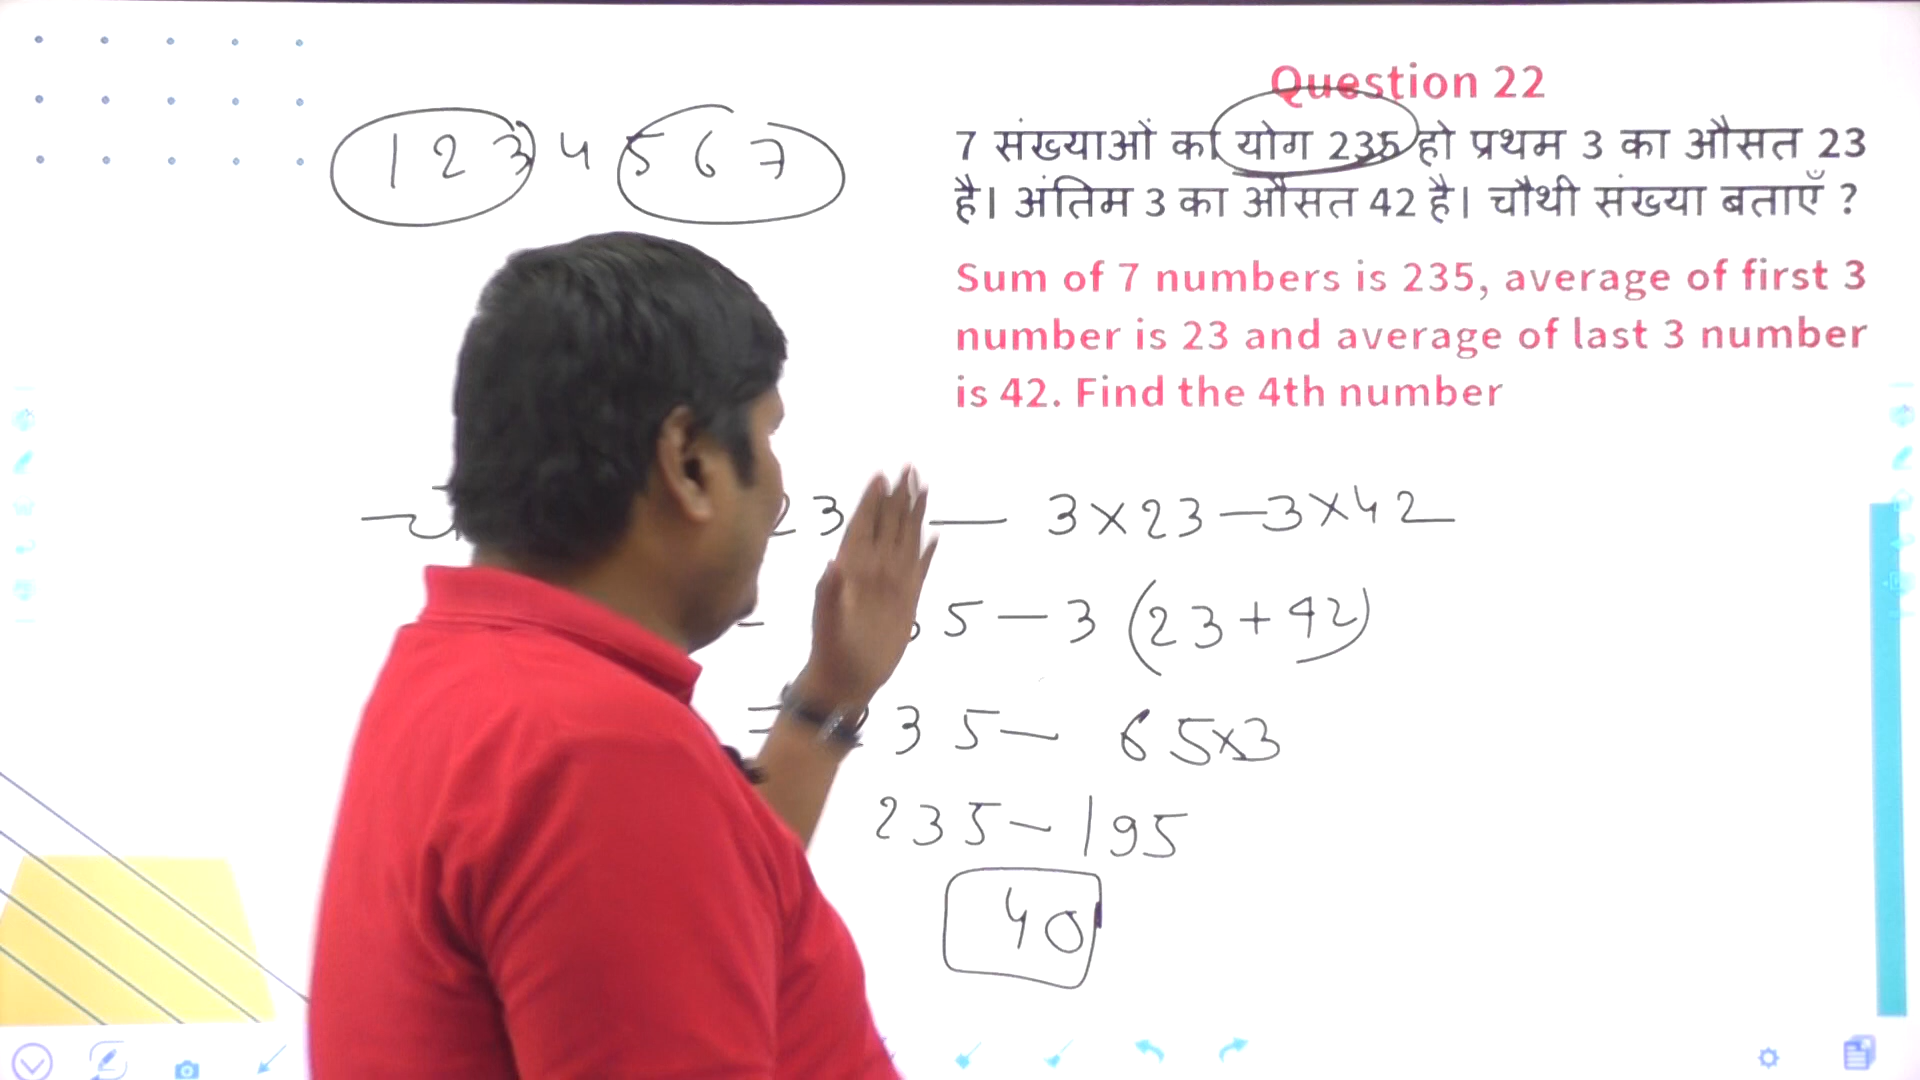 Question 22
7 संख्याओं का योग 235 हो प्रथम 3 का औसत 23
है। अंतिम 3 का औसत 42 है। चौथी संख्या बताएँ ?
Sum of 7 numbers is 235, average of first 3
number is 23 and average of last 3 number
is 42. Find the 4th number
1 2 3 4 5 6 7
23 — 3×23 — 3×42
5 — 3 (23+42)
= 35 — 65×3
235 — 195
40